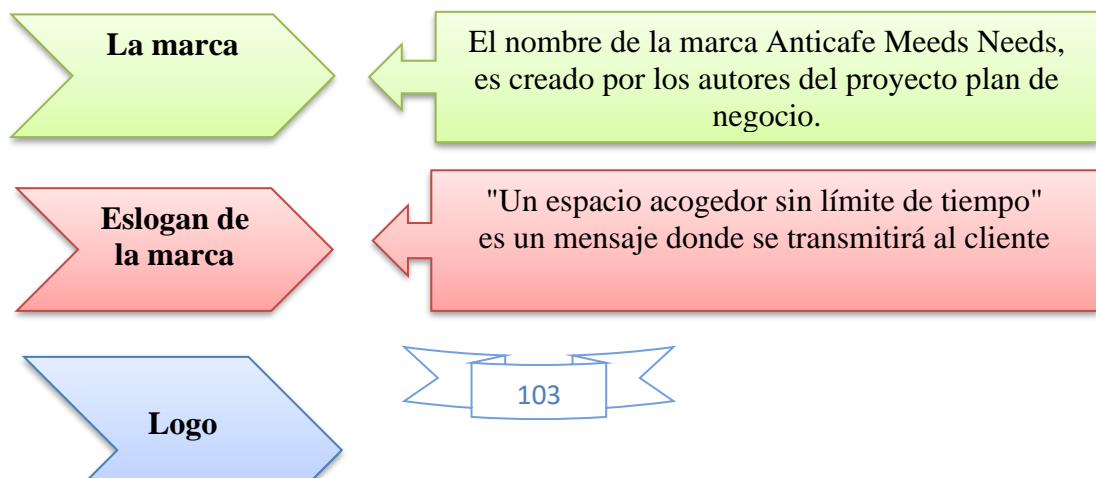 La marca
El nombre de la marca Anticafe Meeds Needs,
es creado por los autores del proyecto plan de
negocio.
Eslogan de
la marca
"Un espacio acogedor sin límite de tiempo"
es un mensaje donde se transmitirá al cliente
103
Logo